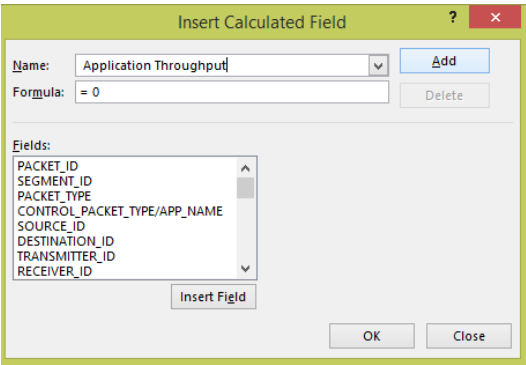 Insert Calculated Field
? ×
Name: Application Throughput
Add
Formula: = 0
Delete
Fields:
PACKET_ID
SEGMENT_ID
PACKET_TYPE
CONTROL_PACKET_TYPE/APP_NAME
SOURCE_ID
DESTINATION_ID
TRANSMITTER_ID
RECEIVER_ID
Insert Field
OK Close